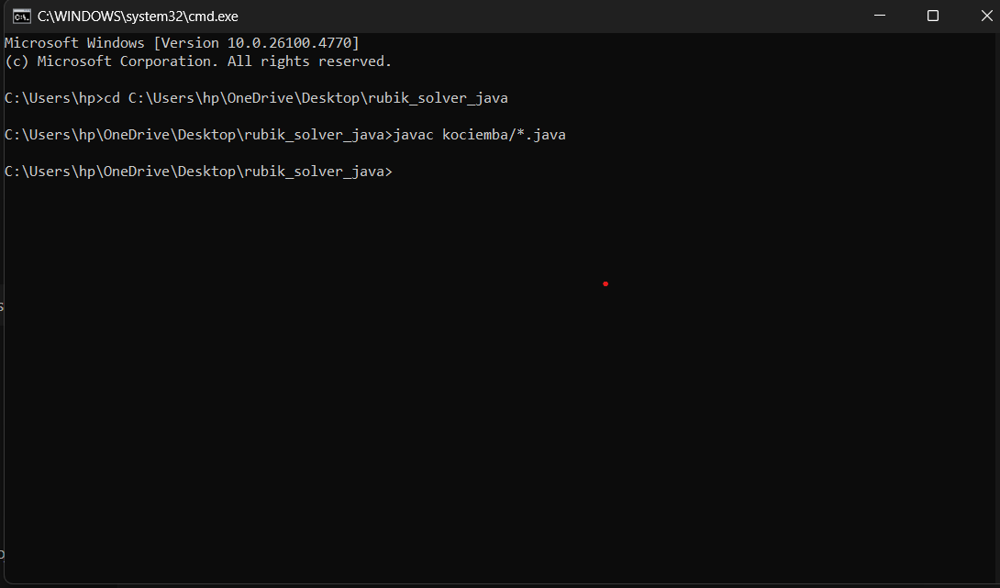 C:\WINDOWS\system32\cmd.exe
Microsoft Windows [Version 10.0.26100.4770]
(c) Microsoft Corporation. All rights reserved.
C:\Users\hp>cd C:\Users\hp\OneDrive\Desktop\rubik_solver_java
C:\Users\hp\OneDrive\Desktop\rubik_solver_java>javac kociemba/*.java
C:\Users\hp\OneDrive\Desktop\rubik_solver_java>